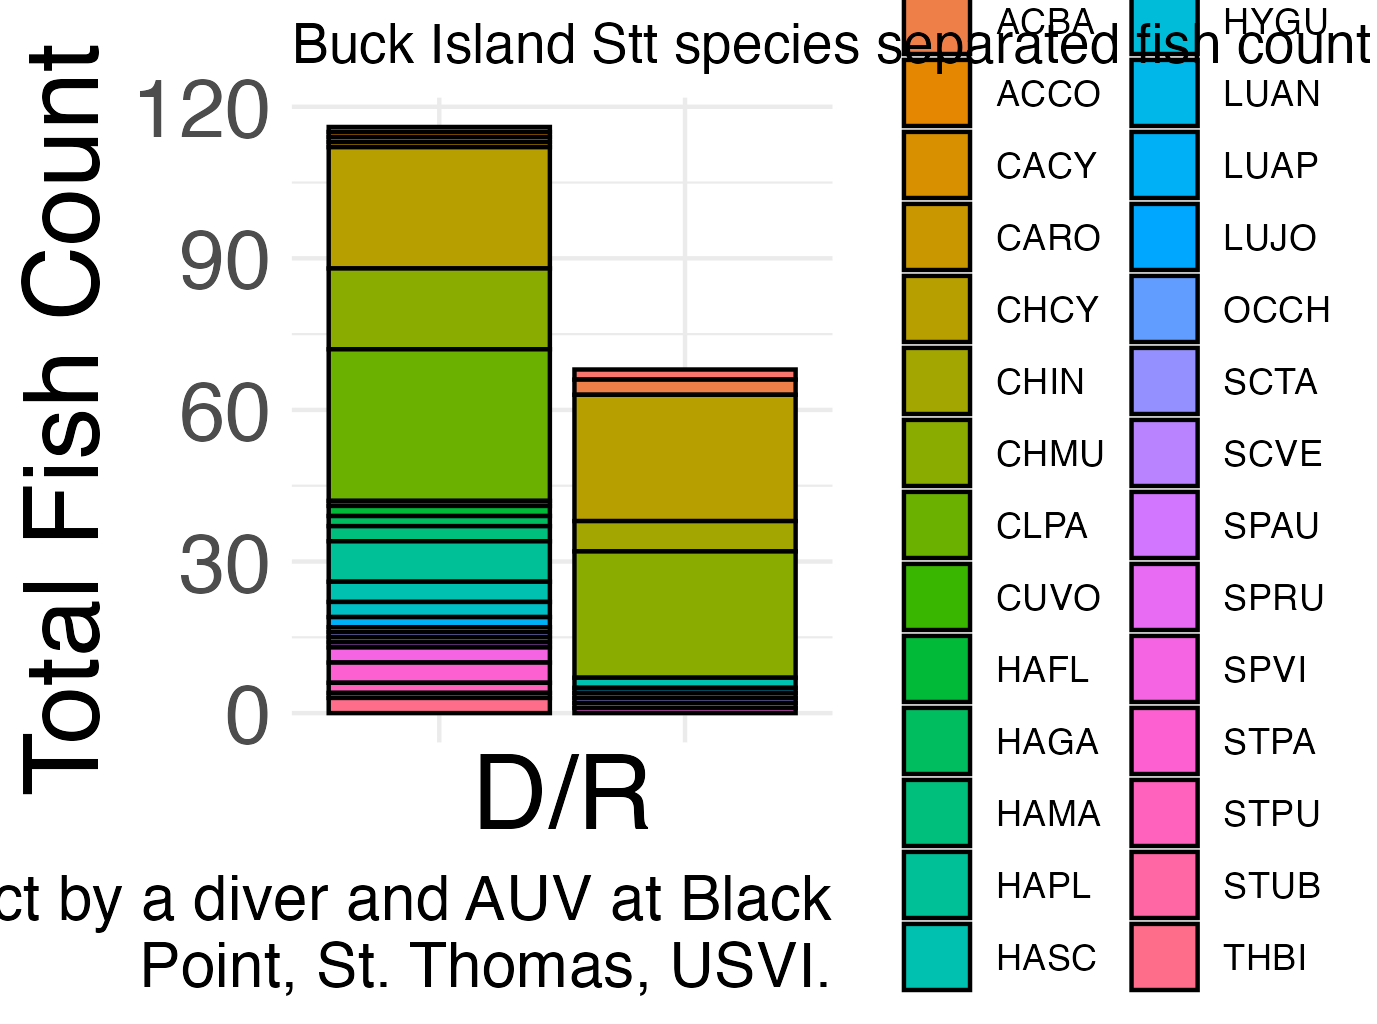 Buck Island Stt species separated fish count
Total Fish Count
120
90
60
30
0
D/R
ct by a diver and AUV at Black
Point, St. Thomas, USVI.
ACBA
ACCO
CACY
CARO
CHCY
CHIN
CHMU
CLPA
CUVO
HAFL
HAGA
HAMA
HAPL
HASC
HYGU
LUAN
LUAP
LUJO
OCCH
SCTA
SCVE
SPAU
SPRU
SPVI
STPA
STPU
STUB
THBI